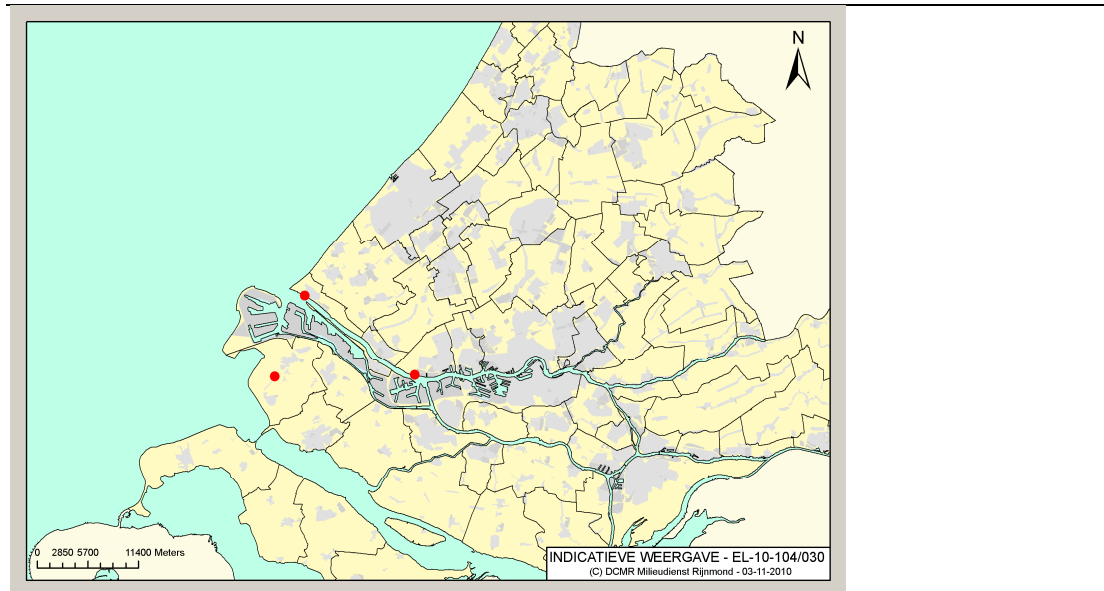 N
0 2850 5700 11400 Meters
INDICATIEVE WEERGAVE - EL-10-104/030
(C) DCMR Milieudienst Rijnmond - 03-11-2010